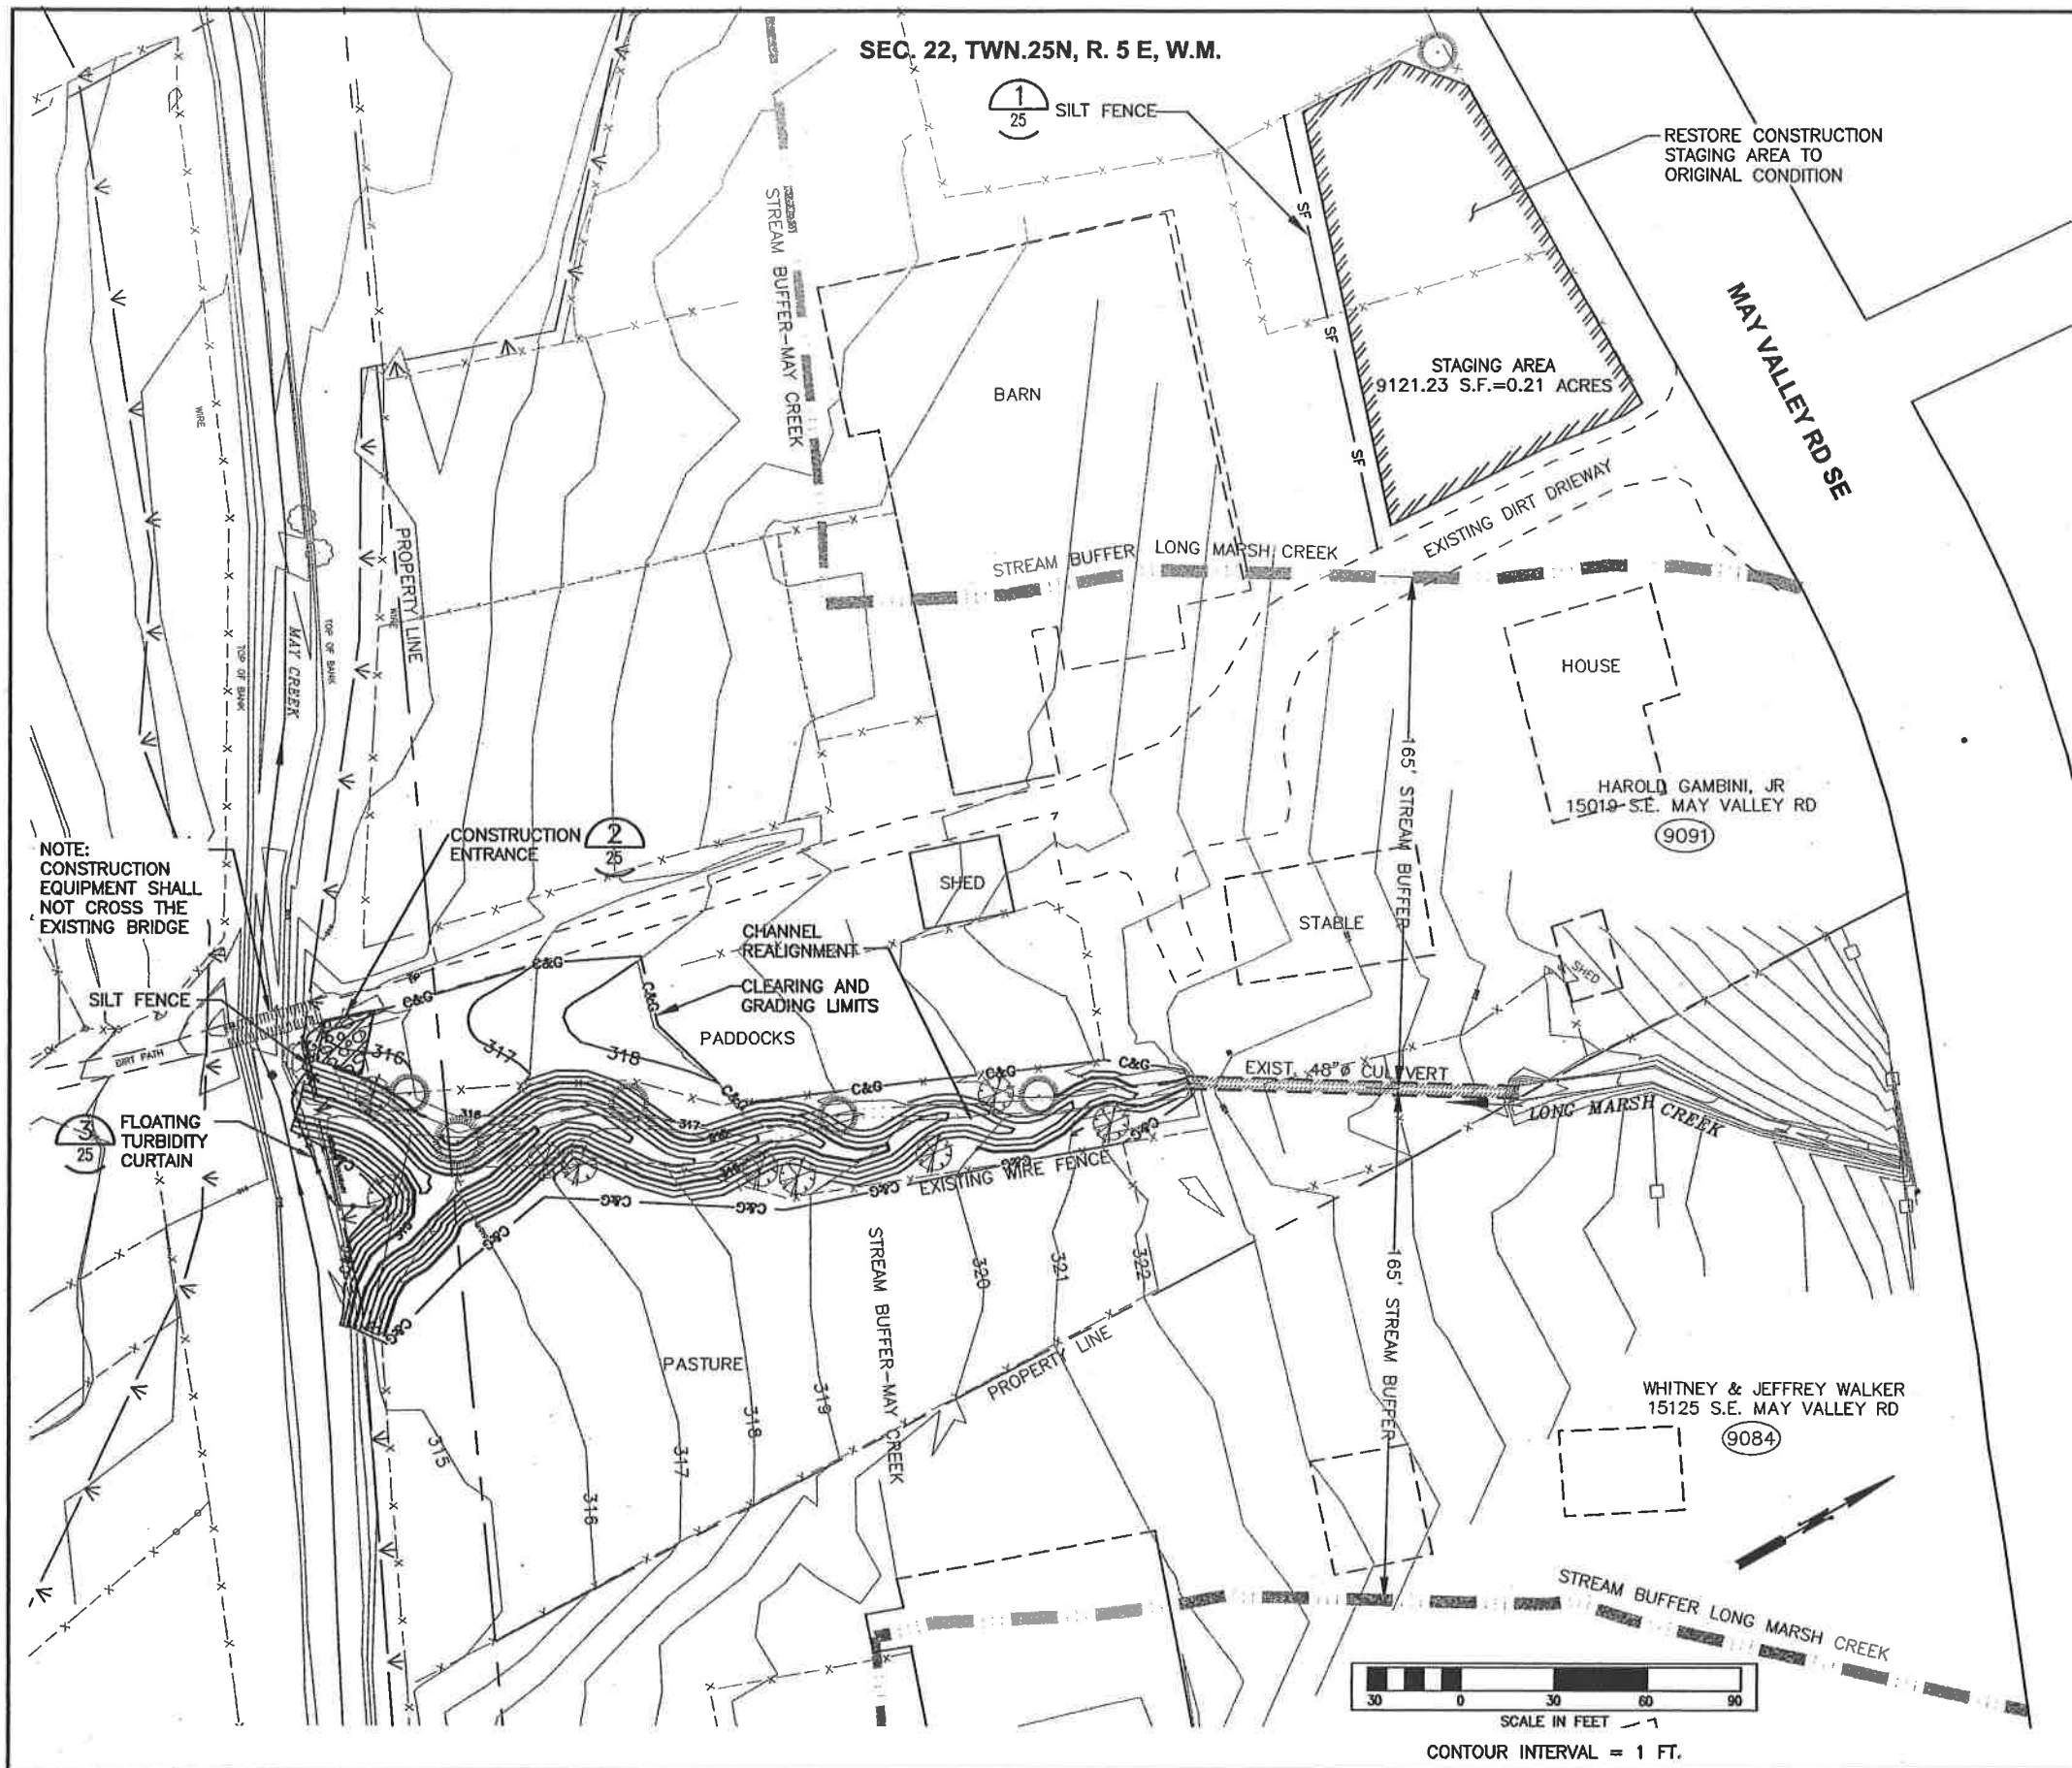 SEC. 22, TWN.25N, R. 5 E, W.M.
1
25
SILT FENCE
RESTORE CONSTRUCTION
STAGING AREA TO
ORIGINAL CONDITION
STREAM BUFFER-MAY CREEK
SF
SF
SF
MAY VALLEY RD SE
STAGING AREA
9121.23 S.F.=0.21 ACRES
BARN
WIRE
EXISTING DIRT DRIEWAY
STREAM BUFFER LONG MARSH CREEK
PROPERTY LINE
WIRE
MAY CREEK
TOP OF BANK
TOP OF BANK
HOUSE
165' STREAM BUFFER
HAROLD GAMBINI, JR
15019 S.E. MAY VALLEY RD
9091
NOTE:
CONSTRUCTION
EQUIPMENT SHALL
NOT CROSS THE
EXISTING BRIDGE
CONSTRUCTION
ENTRANCE
2
25
SHED
STABLE
CHANNEL
REALIGNMENT
CLEARING AND
GRADING LIMITS
C&G
C&G
C&G
SHED
SILT FENCE
DIRT PATH
316
317
318
PADDOCKS
C&G
C&G
C&G
C&G
EXIST. 48"ø CULVERT
LONG MARSH CREEK
3
25
FLOATING
TURBIDITY
CURTAIN
316
317
C&G
EXISTING WIRE FENCE
C&G
C&G
C&G
C&G
C&G
STREAM BUFFER-MAY CREEK
320
321
322
165' STREAM BUFFER
PROPERTY LINE
PASTURE
315
316
317
318
319
WHITNEY & JEFFREY WALKER
15125 S.E. MAY VALLEY RD
9084
STREAM BUFFER LONG MARSH CREEK
30 0 30 60 90
SCALE IN FEET
CONTOUR INTERVAL = 1 FT.